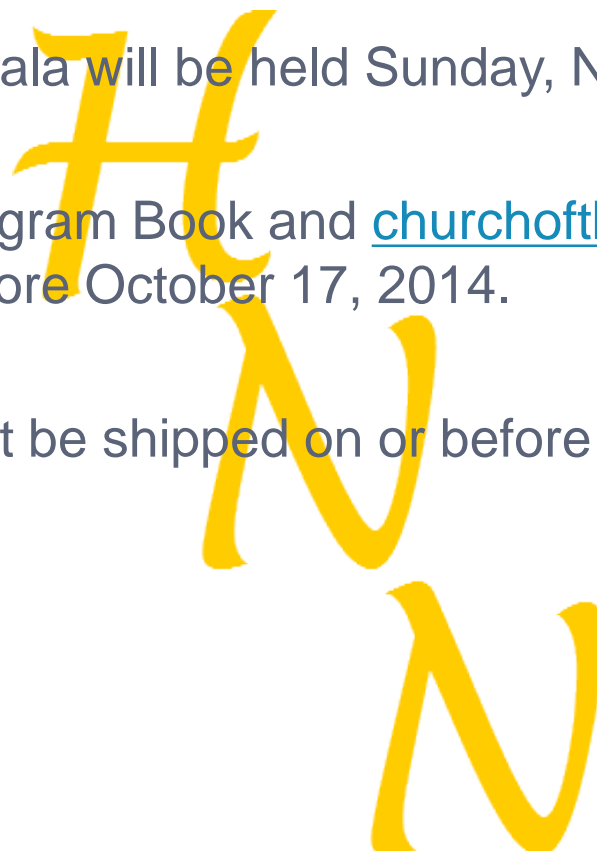 ala will be held Sunday, N
gram Book and churchoft
ore October 17, 2014.
t be shipped on or before
H
N
N